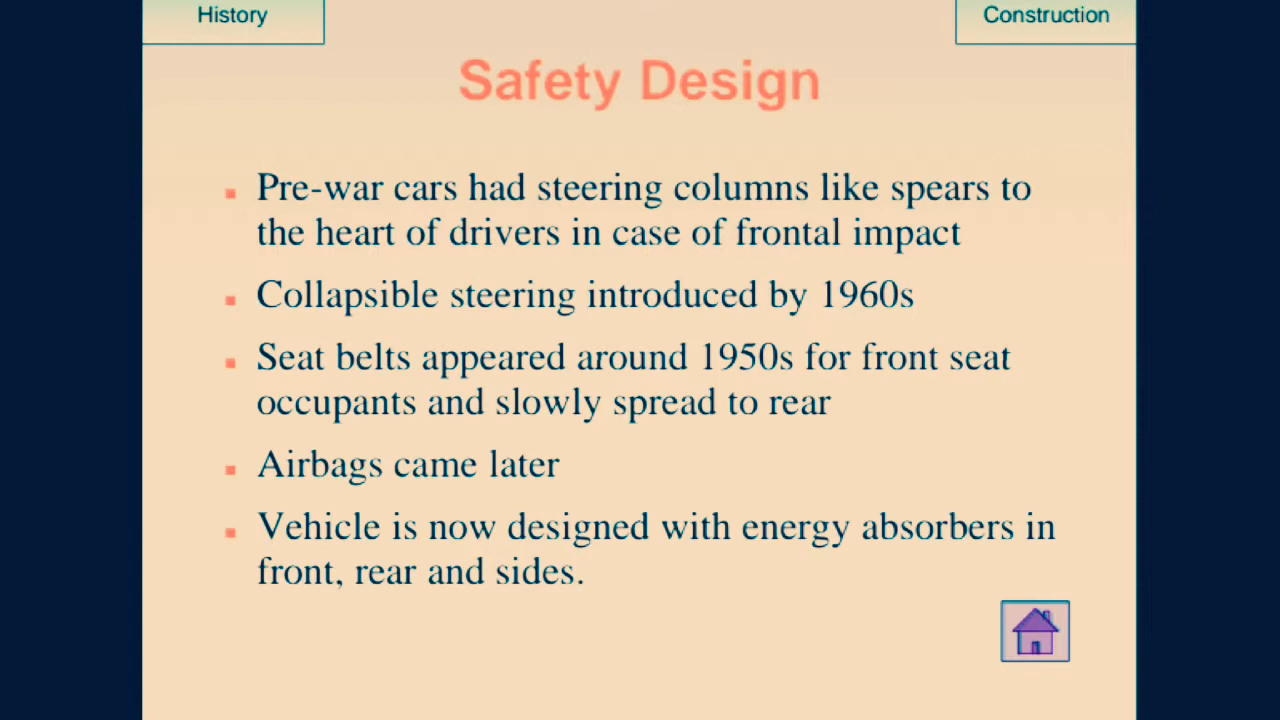 History
Construction
Safety Design
Pre-war cars had steering columns like spears to
the heart of drivers in case of frontal impact
Collapsible steering introduced by 1960s
Seat belts appeared around 1950s for front seat
occupants and slowly spread to rear
Airbags came later
Vehicle is now designed with energy absorbers in
front, rear and sides.